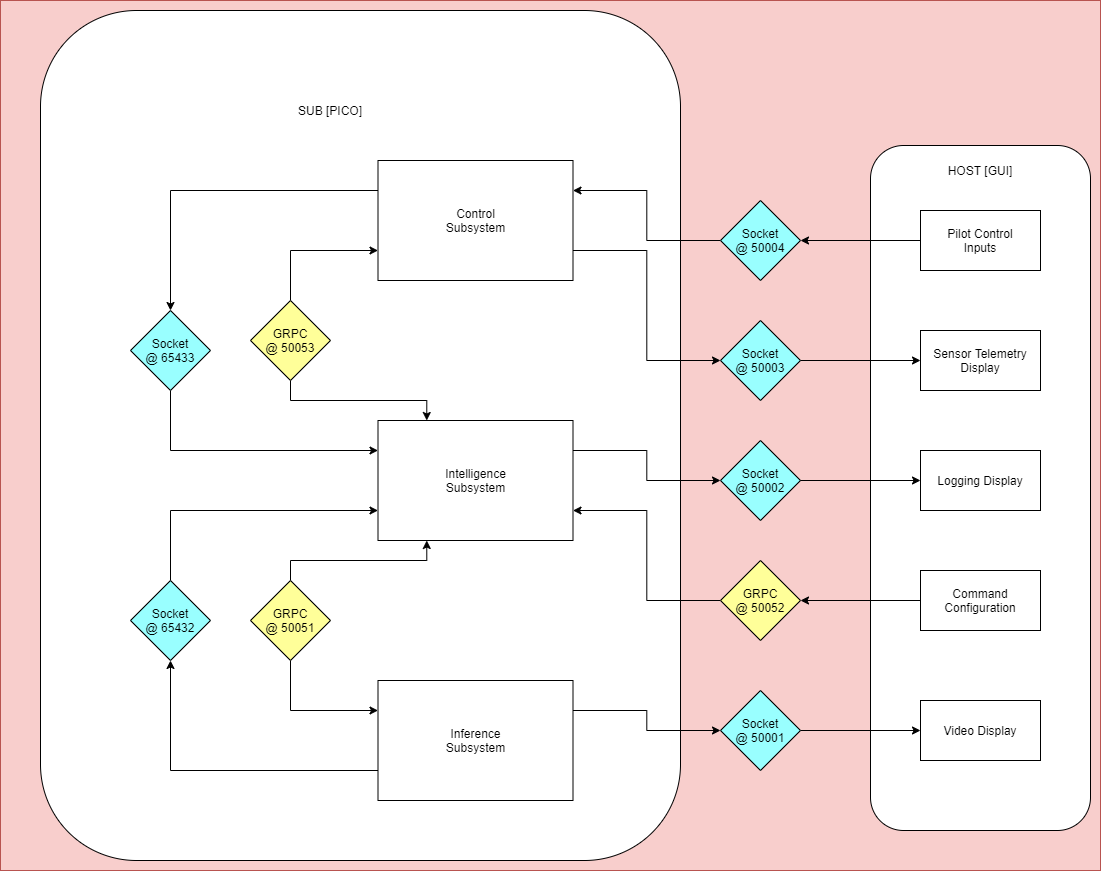 SUB [PICO]
HOST [GUI]
Control
Subsystem
Socket
@ 50004
Pilot Control
Inputs
Socket
@ 65433
GRPC
@ 50053
Socket
@ 50003
Sensor Telemetry
Display
Intelligence
Subsystem
Socket
@ 50002
Logging Display
Socket
@ 65432
GRPC
@ 50051
GRPC
@ 50052
Command
Configuration
Inference
Subsystem
Socket
@ 50001
Video Display